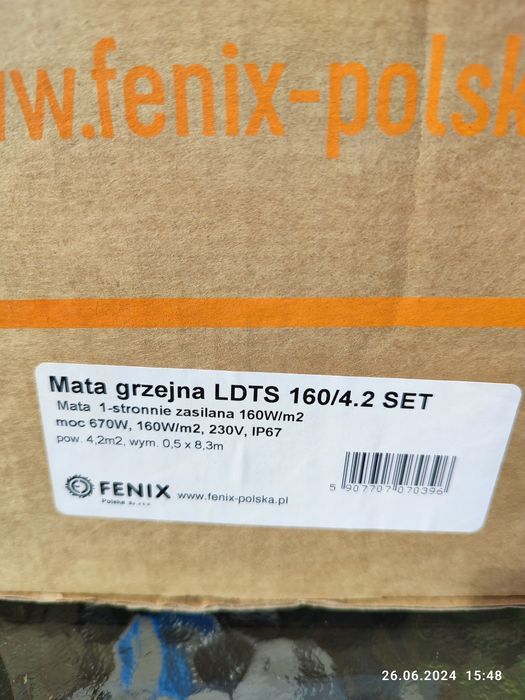 w.fenix-polsk
Mata grzejna LDTS 160/4.2 SET
Mata 1-stronnie zasilana 160W/m2
moc 670W, 160W/m2, 230V, IP67
pow. 4,2m2, wym. 0,5 x 8,3m
FENIX
Polska
www.fenix-polska.pl
5 907707 070396
26.06.2024 15:48